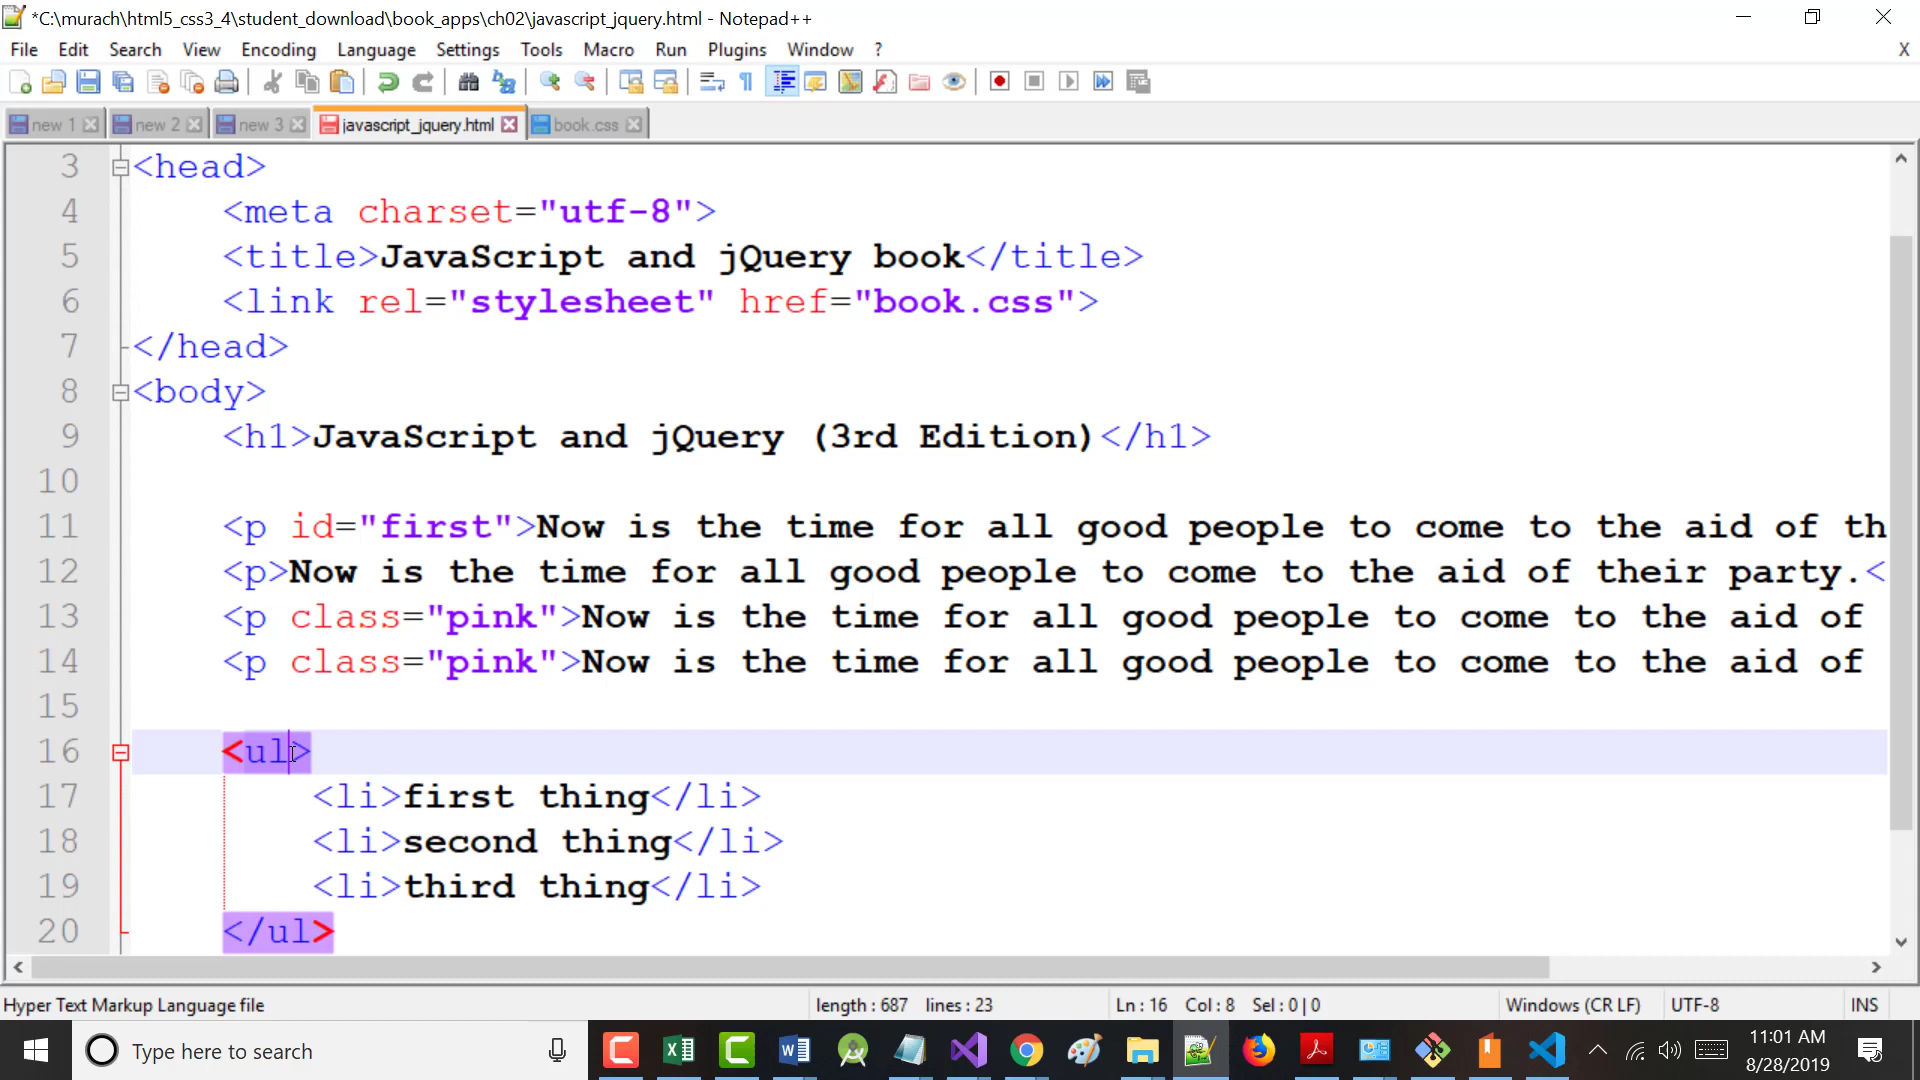 *C:\murach\html5_css3_4\student_download\book_apps\ch02\javascript_jquery.html - Notepad++
File Edit Search View Encoding Language Settings Tools Macro Run Plugins Window ? X
new 1 new 2 new 3 javascript_jquery.html book.css
3 <head>
4 <meta charset="utf-8">
5 <title>JavaScript and jQuery book</title>
6 <link rel="stylesheet" href="book.css">
7 </head>
8 <body>
9 <h1>JavaScript and jQuery (3rd Edition)</h1>
10
11 <p id="first">Now is the time for all good people to come to the aid of th
12 <p>Now is the time for all good people to come to the aid of their party.<
13 <p class="pink">Now is the time for all good people to come to the aid of
14 <p class="pink">Now is the time for all good people to come to the aid of
15
16 <ul>
17 <li>first thing</li>
18 <li>second thing</li>
19 <li>third thing</li>
20 </ul>
Hyper Text Markup Language file length : 687 lines : 23 Ln : 16 Col : 8 Sel : 0 | 0 Windows (CR LF) UTF-8 INS
Type here to search
11:01 AM
8/28/2019